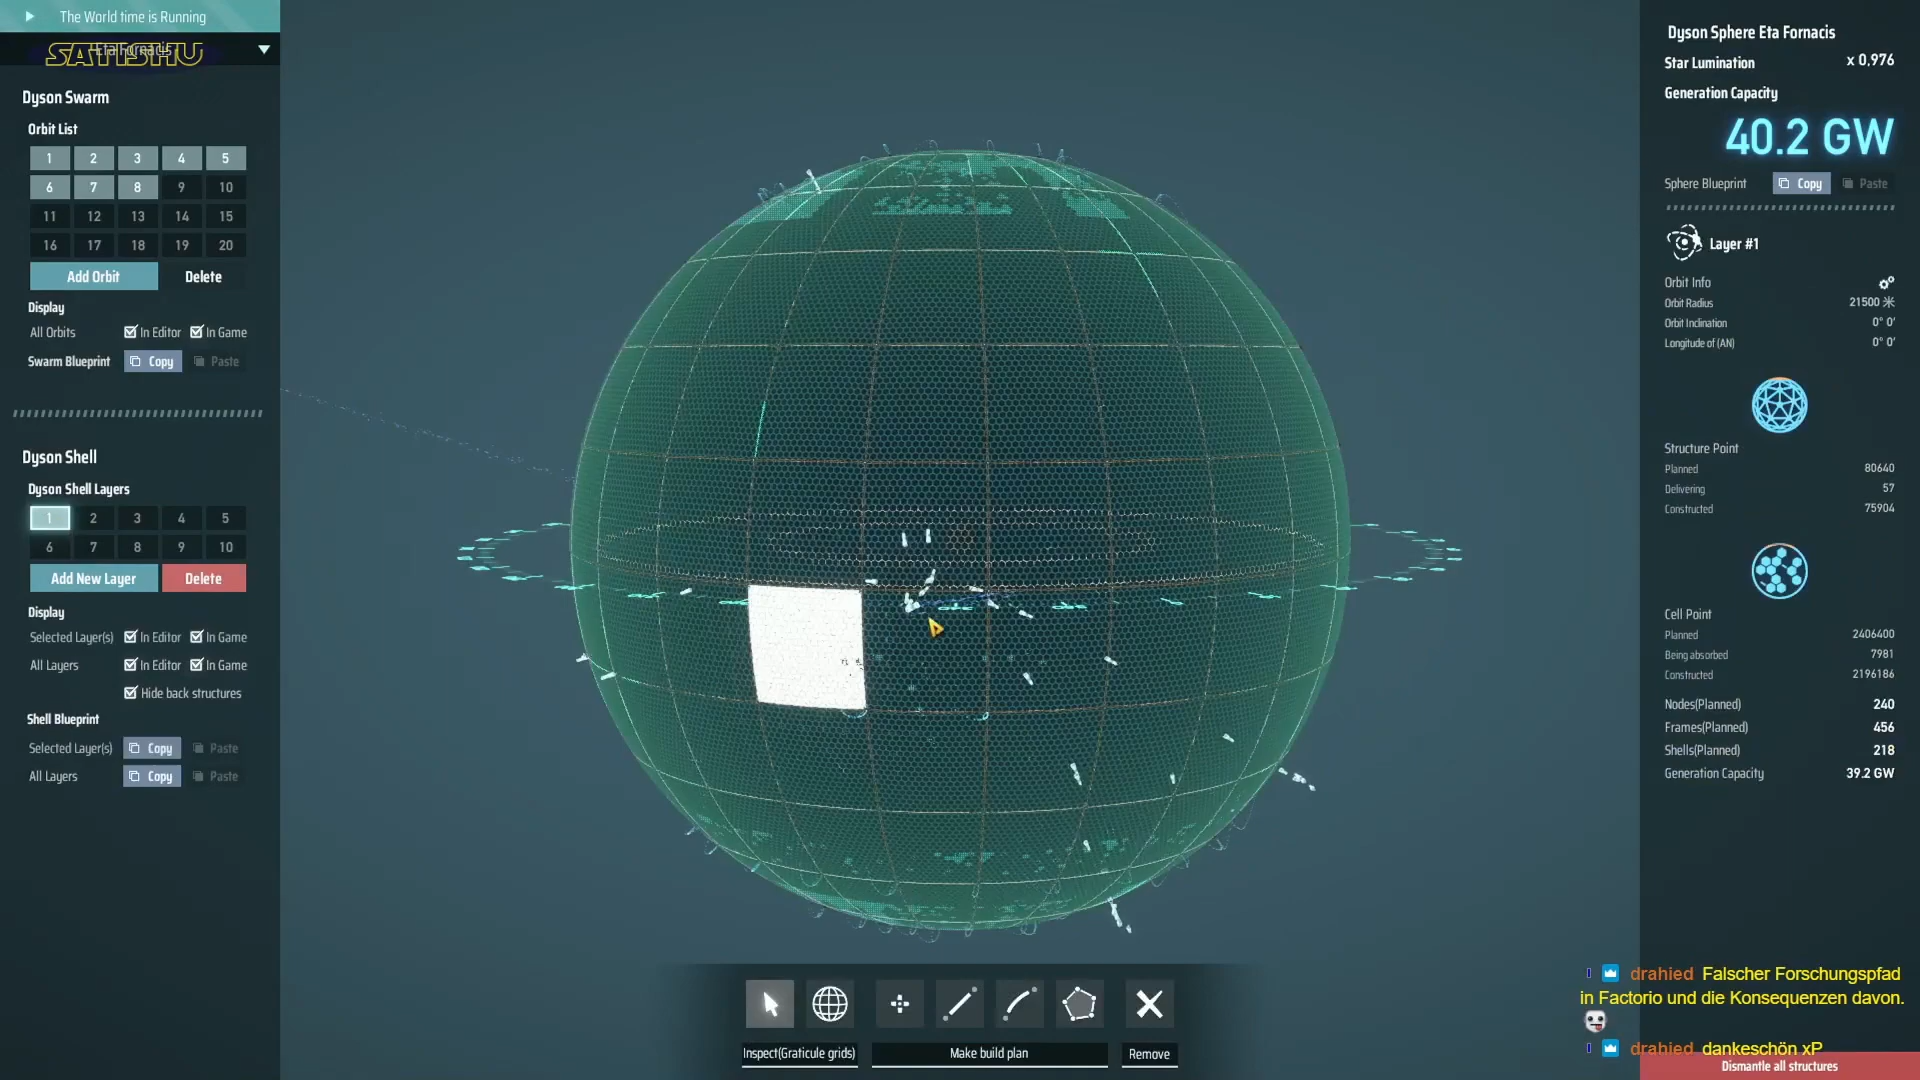 The World time is Running
Eta Fornacis
SATISHU
Dyson Swarm
Orbit List
1 2 3 4 5
6 7 8 9 10
11 12 13 14 15
16 17 18 19 20
Add Orbit Delete
Display
All Orbits In Editor In Game
Swarm Blueprint Copy Paste
Dyson Shell
Dyson Shell Layers
1 2 3 4 5
6 7 8 9 10
Add New Layer Delete
Display
Selected Layer(s) In Editor In Game
All Layers In Editor In Game
Hide back structures
Shell Blueprint
Selected Layer(s) Copy Paste
All Layers Copy Paste
Inspect(Graticule grids) Make build plan Remove
Dyson Sphere Eta Fornacis
Star Lumination x 0,976
Generation Capacity
40.2 GW
Sphere Blueprint Copy Paste
Layer #1
Orbit Info
Orbit Radius 21500
Orbit Inclination 0° 0'
Longitude of (AN) 0° 0'
Structure Point
Planned 80640
Delivering 57
Constructed 75904
Cell Point
Planned 2406400
Being absorbed 7981
Constructed 2196186
Nodes(Planned) 240
Frames(Planned) 456
Shells(Planned) 218
Generation Capacity 39.2 GW
drahied Falscher Forschungspfad
in Factorio und die Konsequenzen davon.
drahied dankeschön xP
Dismantle all structures